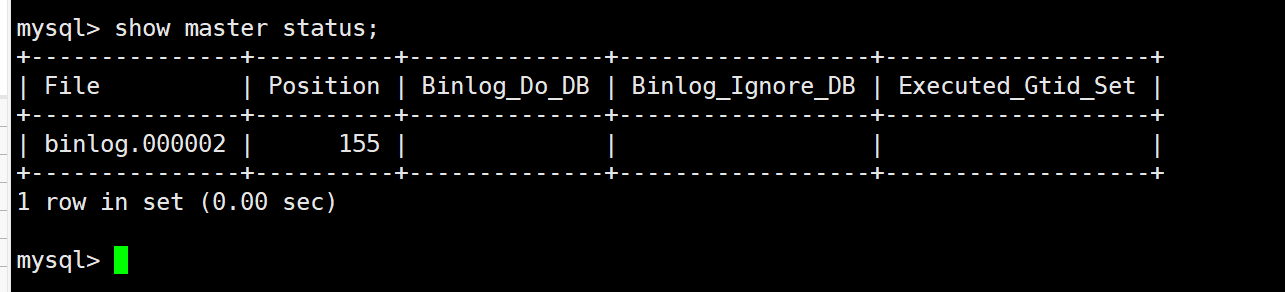 mysql> show master status;
+---------------+----------+--------------+------------------+-------------------+
| File          | Position | Binlog_Do_DB | Binlog_Ignore_DB | Executed_Gtid_Set |
+---------------+----------+--------------+------------------+-------------------+
| binlog.000002 |      155 |              |                  |                   |
+---------------+----------+--------------+------------------+-------------------+
1 row in set (0.00 sec)
mysql>